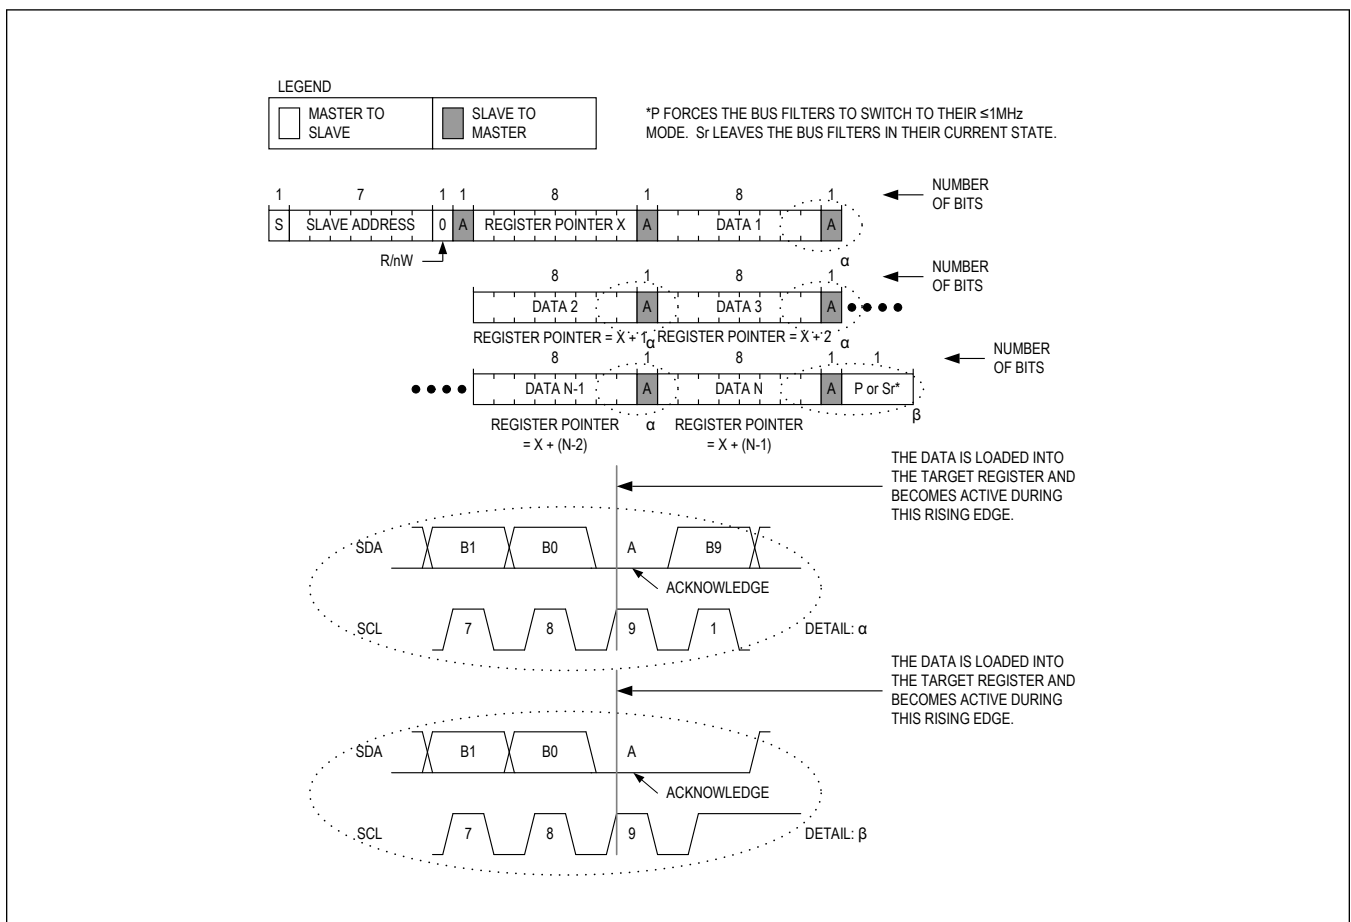 LEGEND
MASTER TO
SLAVE
SLAVE TO
MASTER
*P FORCES THE BUS FILTERS TO SWITCH TO THEIR ≤1MHz
MODE. Sr LEAVES THE BUS FILTERS IN THEIR CURRENT STATE.
1 7 1 1 8 1 8 1
NUMBER
OF BITS
S SLAVE ADDRESS 0 A REGISTER POINTER X A DATA 1 A
R/nW
α
8 1 8 1
NUMBER
OF BITS
DATA 2 A DATA 3 A
REGISTER POINTER = X + 1 α REGISTER POINTER = X + 2 α
8 1 8 1 1
NUMBER
OF BITS
DATA N-1 A DATA N A P or Sr*
β
REGISTER POINTER
= X + (N-2)
α
REGISTER POINTER
= X + (N-1)
THE DATA IS LOADED INTO
THE TARGET REGISTER AND
BECOMES ACTIVE DURING
THIS RISING EDGE.
SDA B1 B0 A B9
ACKNOWLEDGE
SCL 7 8 9 1
DETAIL: α
THE DATA IS LOADED INTO
THE TARGET REGISTER AND
BECOMES ACTIVE DURING
THIS RISING EDGE.
SDA B1 B0 A
ACKNOWLEDGE
SCL 7 8 9
DETAIL: β